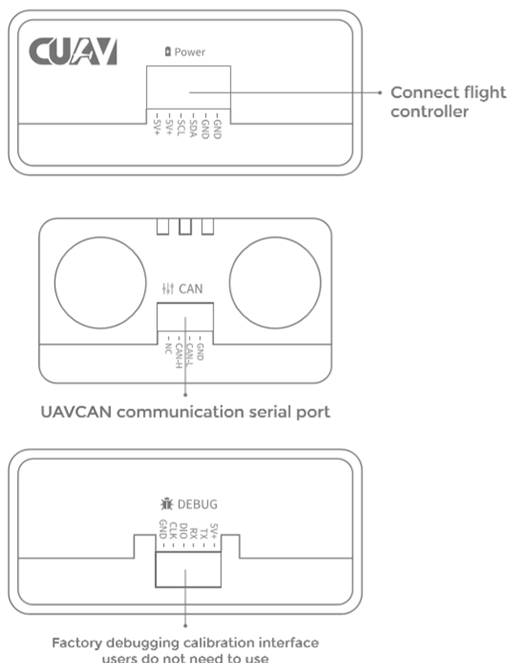 CUAV
Power
5V+
5V+
SCL
SDA
GND
GND
Connect flight
controller
CAN
NC
CAN-H
CAN-L
GND
UAVCAN communication serial port
DEBUG
GND
CLK
DIO
RX
TX
5V+
Factory debugging calibration interface
users do not need to use